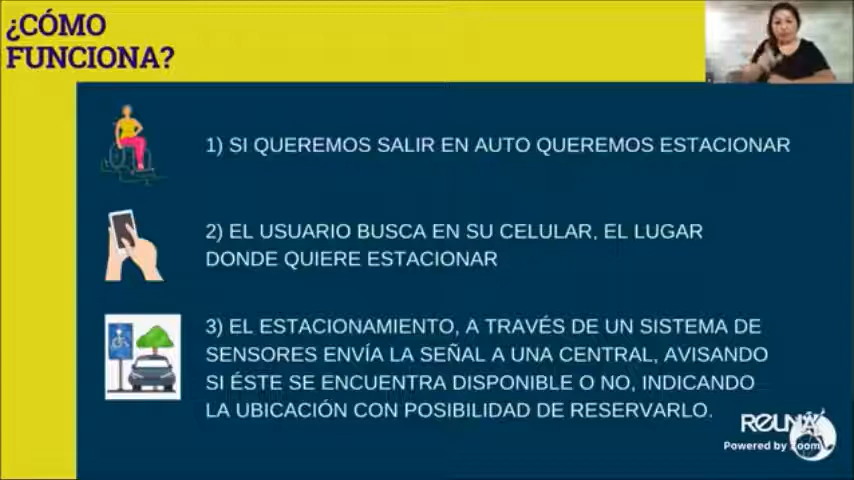 ¿CÓMO
FUNCIONA?
1) SI QUEREMOS SALIR EN AUTO QUEREMOS ESTACIONAR
2) EL USUARIO BUSCA EN SU CELULAR, EL LUGAR
DONDE QUIERE ESTACIONAR
3) EL ESTACIONAMIENTO, A TRAVÉS DE UN SISTEMA DE
SENSORES ENVÍA LA SEÑAL A UNA CENTRAL, AVISANDO
SI ÉSTE SE ENCUENTRA DISPONIBLE O NO, INDICANDO
LA UBICACIÓN CON POSIBILIDAD DE RESERVARLO.
REUNA
Powered by zoom